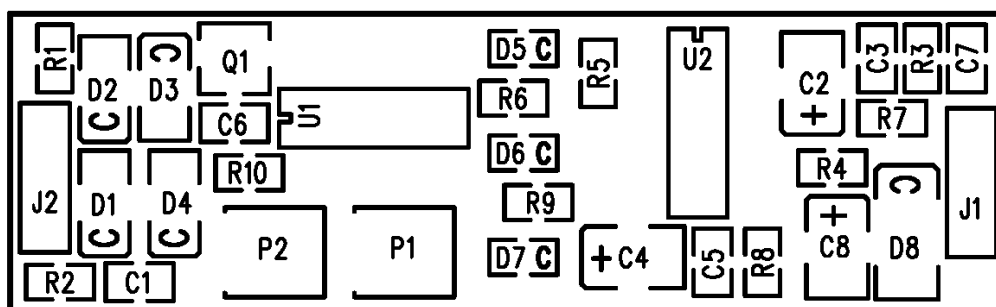 R1
D2
C
C
D3
Q1
C6
R10
U1
D5 C
R6
D6 C
R9
D7 C
R5
U2
C2
+
C3
R3
C7
R7
R4
J2
D1
C
D4
C
P2
P1
+ C4
C5
R8
+
C8
C
D8
J1
R2
C1